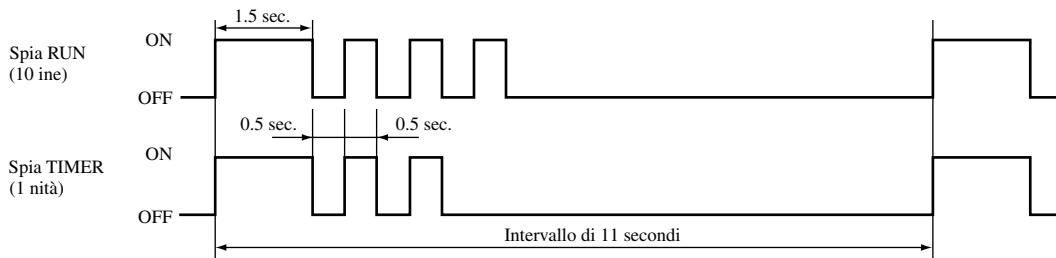 1.5 sec.
Spia RUN
(10 ine)
ON
OFF
0.5 sec.
0.5 sec.
Spia TIMER
(1 nità)
ON
OFF
Intervallo di 11 secondi